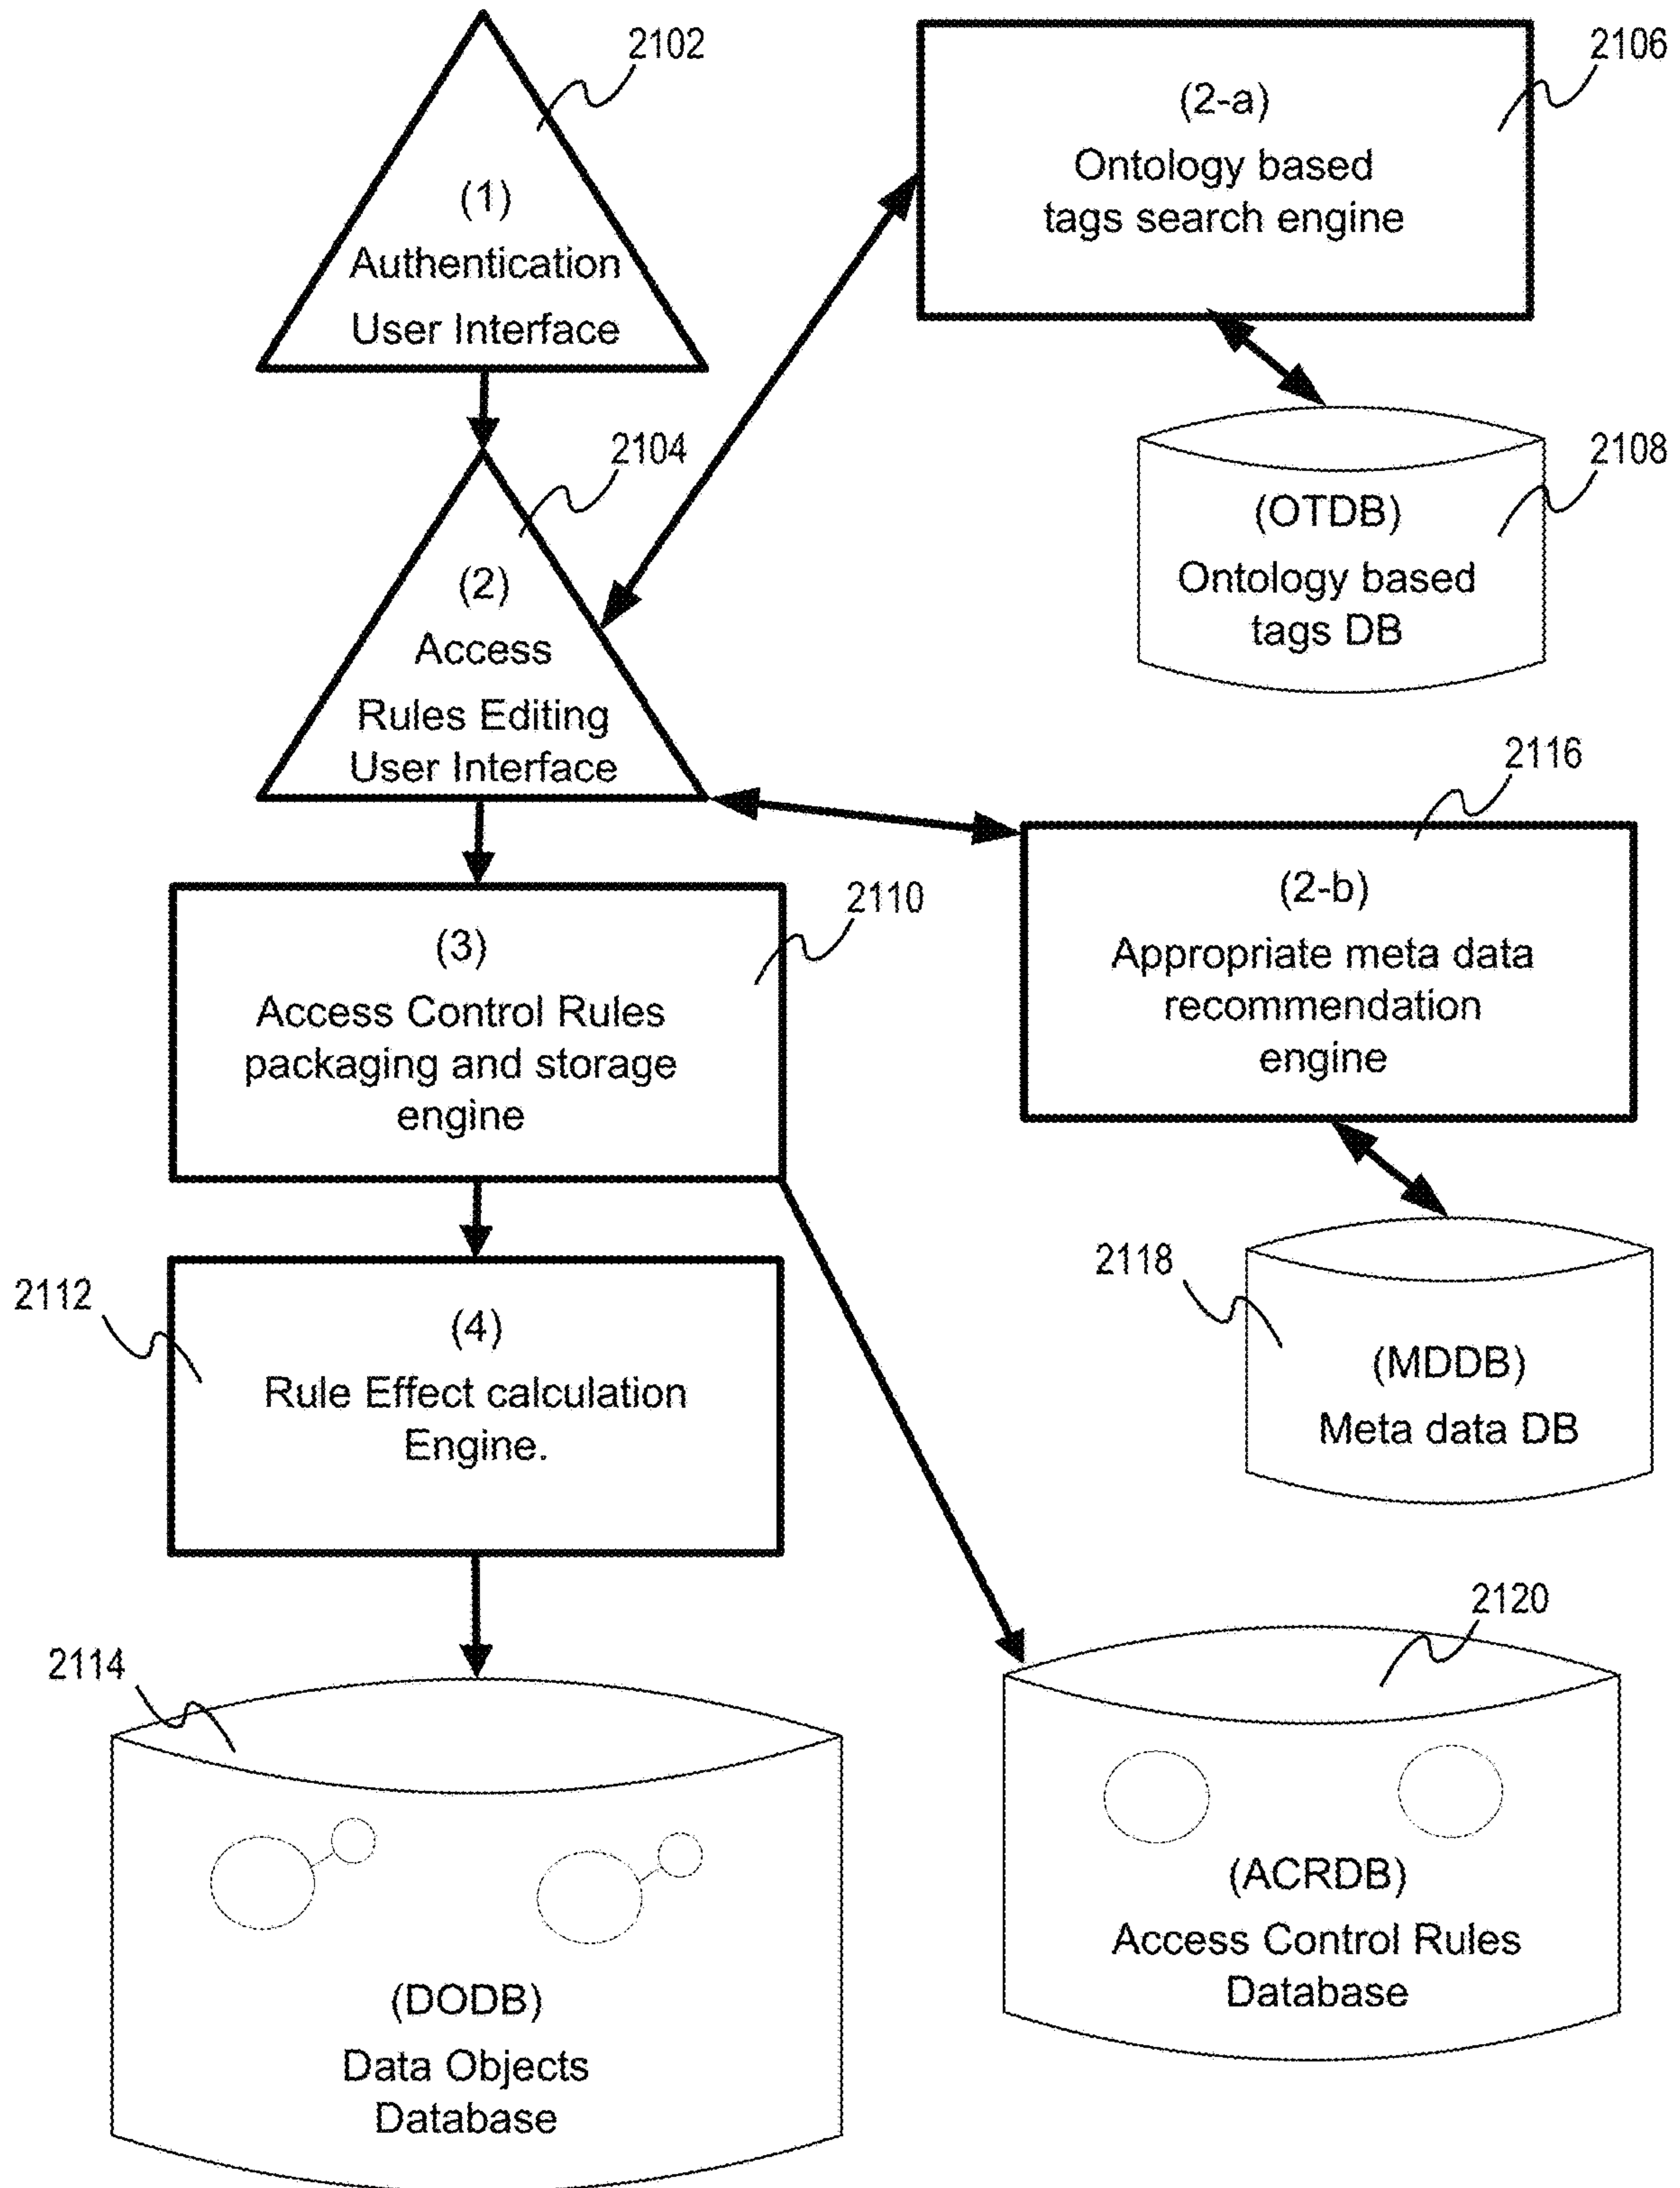 2102
(1)
Authentication
User Interface
2106
(2-a)
Ontology based
tags search engine
2104
(2)
Access
Rules Editing
User Interface
2108
(OTDB)
Ontology based
tags DB
2116
(2-b)
Appropriate meta data
recommendation
engine
2110
(3)
Access Control Rules
packaging and storage
engine
2118
(MDDB)
Meta data DB
2112
(4)
Rule Effect calculation
Engine.
2120
(ACRDB)
Access Control Rules
Database
2114
(DODB)
Data Objects
Database